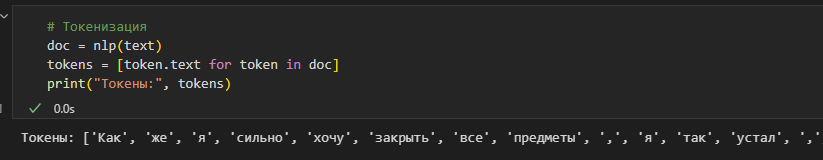 # Токенизация
doc = nlp(text)
tokens = [token.text for token in doc]
print("Токены:", tokens)
0.0s
Токены: ['Как', 'же', 'я', 'сильно', 'хочу', 'закрыть', 'все', 'предметы', ',', 'я', 'так', 'устал', ','